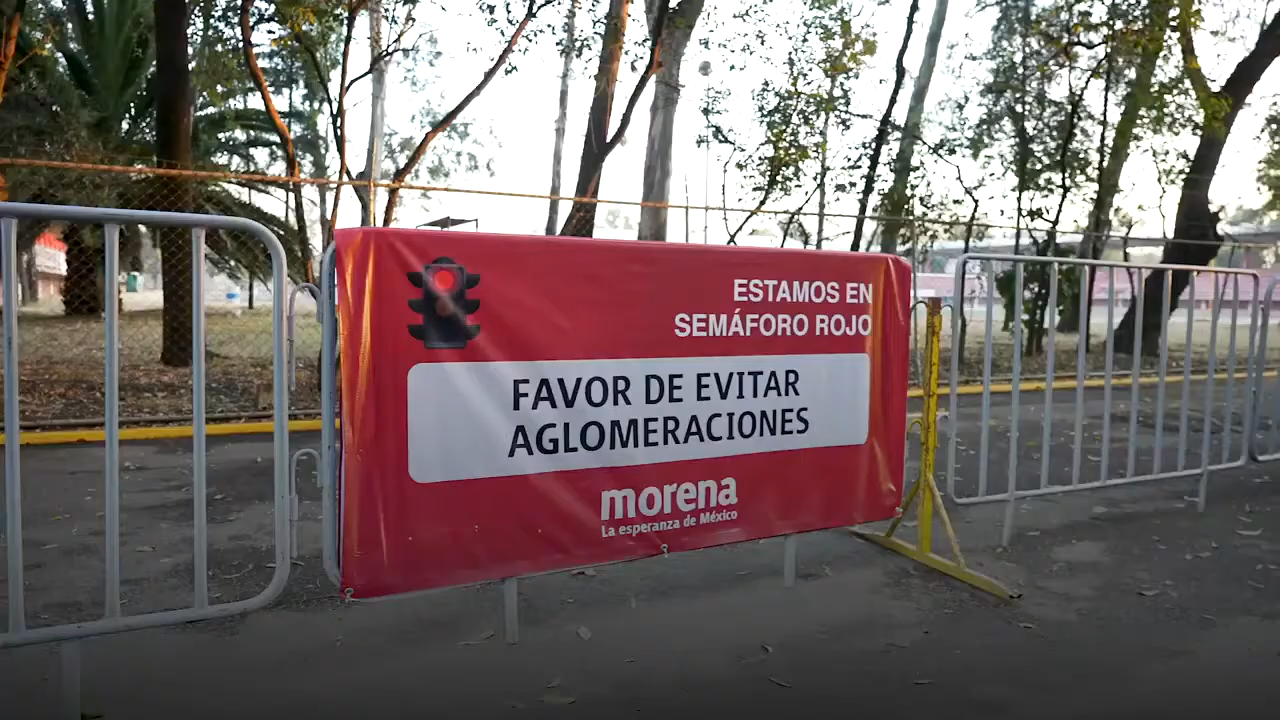 ESTAMOS EN
SEMÁFORO ROJO
FAVOR DE EVITAR
AGLOMERACIONES
morena
La esperanza de México